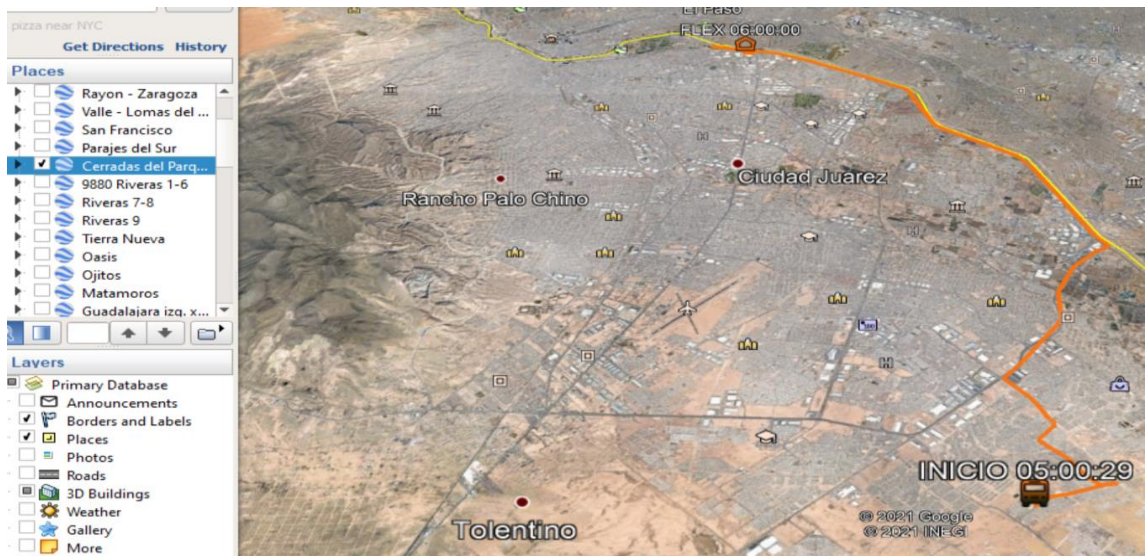 pizza near NYC
Get Directions History
Places
Rayon - Zaragoza
Valle - Lomas del ...
San Francisco
Parajes del Sur
Cerradas del Parq...
9880 Riveras 1-6
Riveras 7-8
Riveras 9
Tierra Nueva
Oasis
Ojitos
Matamoros
Guadalajara izq. x...
Layers
Primary Database
Announcements
Borders and Labels
Places
Photos
Roads
3D Buildings
Weather
Gallery
More
El Paso
FLEX 06:00:00
Ciudad Juárez
Rancho Palo Chino
INICIO 05:00:29
Tolentino
© 2021 Google
© 2021 INEGI